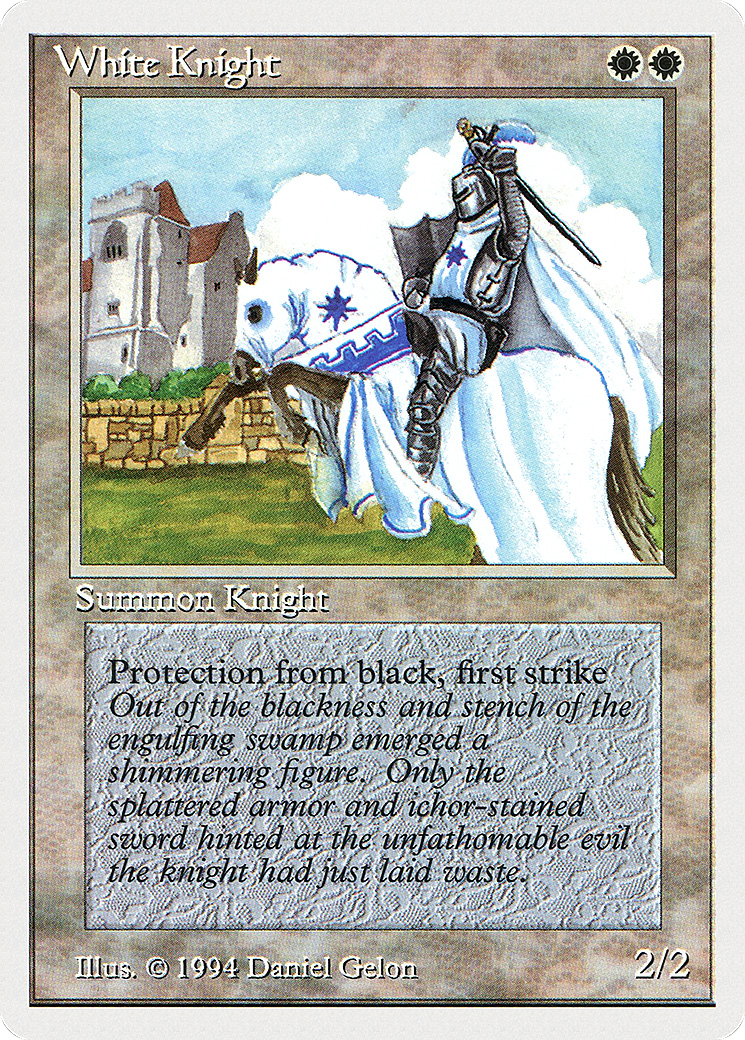 White Knight
Summon Knight
Protection from black, first strike
Out of the blackness and stench of the
engulfing swamp emerged a
shimmering figure. Only the
splattered armor and ichor-stained
sword hinted at the unfathomable evil
the knight had just laid waste.
Illus. © 1994 Daniel Gelon
2/2